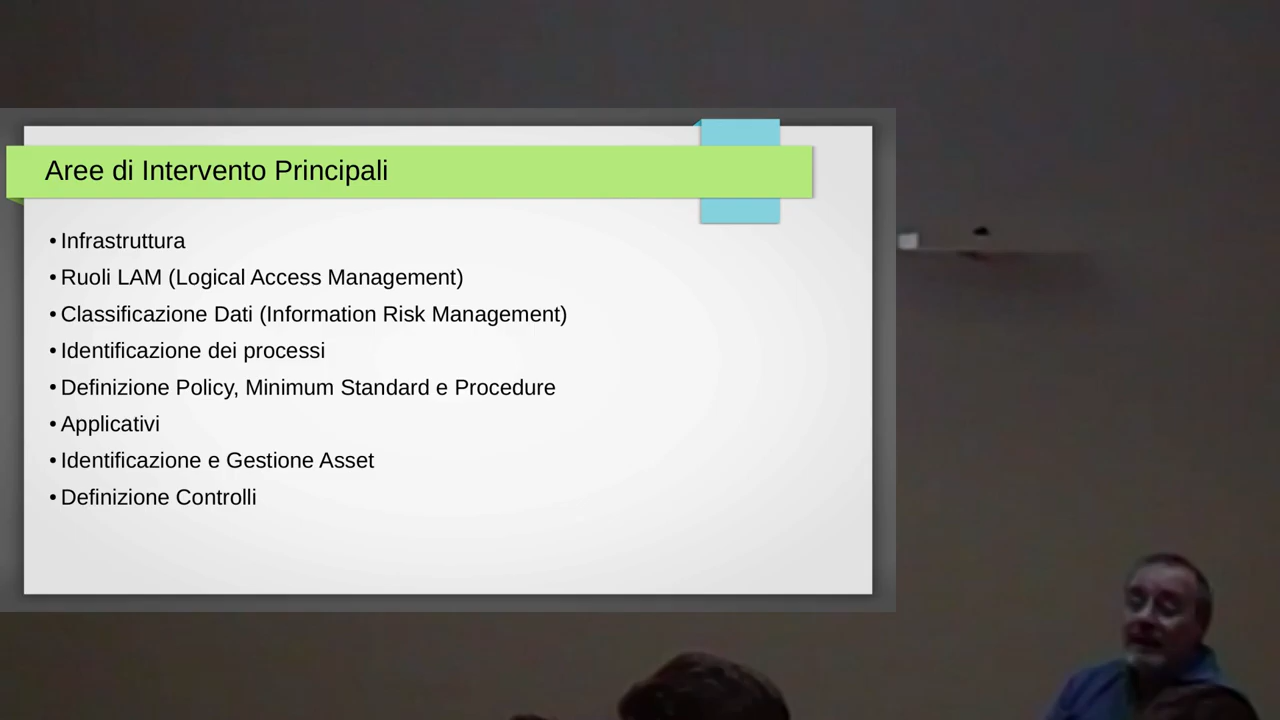 Aree di Intervento Principali
• Infrastruttura
• Ruoli LAM (Logical Access Management)
• Classificazione Dati (Information Risk Management)
• Identificazione dei processi
• Definizione Policy, Minimum Standard e Procedure
• Applicativi
• Identificazione e Gestione Asset
• Definizione Controlli